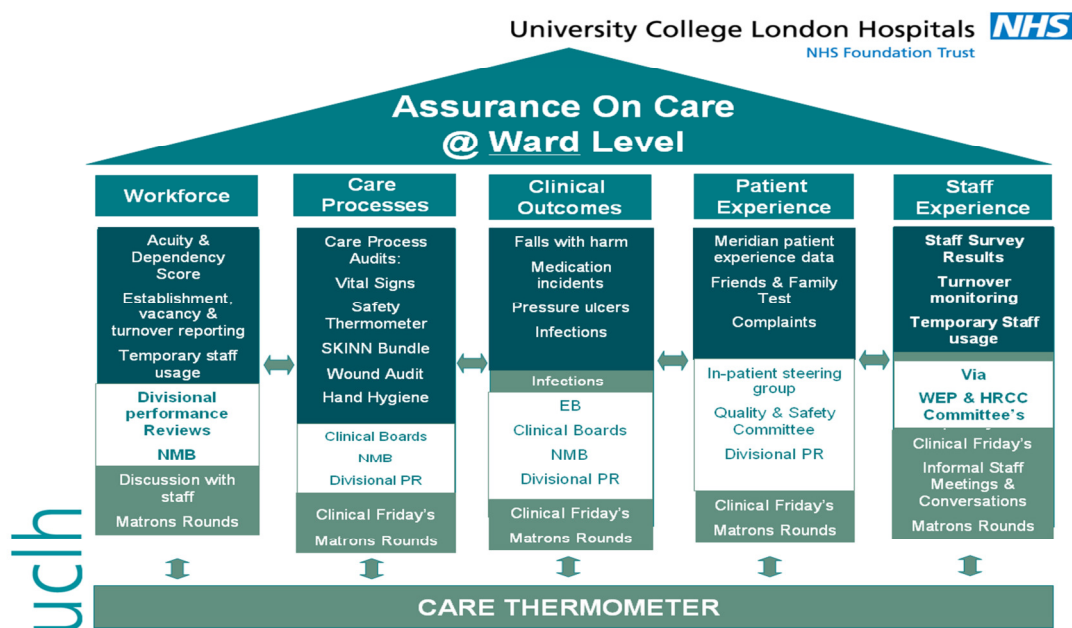 University College London Hospitals NHS
NHS Foundation Trust
Assurance On Care
@ Ward Level
Workforce
Acuity &
Dependency
Score
Establishment,
vacancy &
turnover reporting
Temporary staff
usage
Divisional
performance
Reviews
NMB
Discussion with
staff
Matrons Rounds
Care
Processes
Care Process
Audits:
Vital Signs
Safety
Thermometer
SKINN Bundle
Wound Audit
Hand Hygiene
Clinical Boards
NMB
Divisional PR
Clinical Friday's
Matrons Rounds
Clinical
Outcomes
Falls with harm
Medication
incidents
Pressure ulcers
Infections
Infections
EB
Clinical Boards
NMB
Divisional PR
Clinical Friday's
Matrons Rounds
Patient
Experience
Meridian patient
experience data
Friends & Family
Test
Complaints
In-patient steering
group
Quality & Safety
Committee
Divisional PR
Clinical Friday's
Matrons Rounds
Staff
Experience
Staff Survey
Results
Turnover
monitoring
Temporary Staff
usage
Via
WEP & HRCC
Committee's
Clinical Friday's
Informal Staff
Meetings &
Conversations
Matrons Rounds
CARE THERMOMETER
uclh